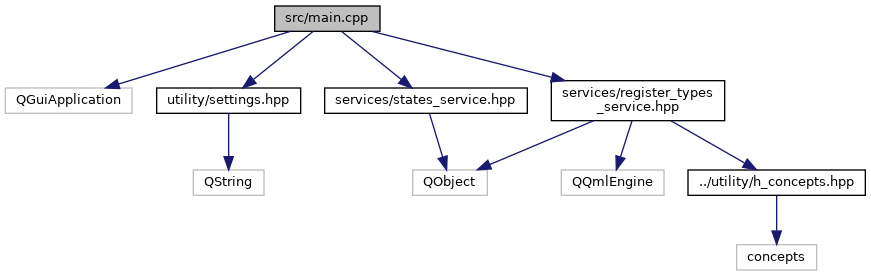 src/main.cpp
QGuiApplication
utility/settings.hpp
services/states_service.hpp
services/register_types
_service.hpp
QString
QObject
QQmlEngine
../utility/h_concepts.hpp
concepts